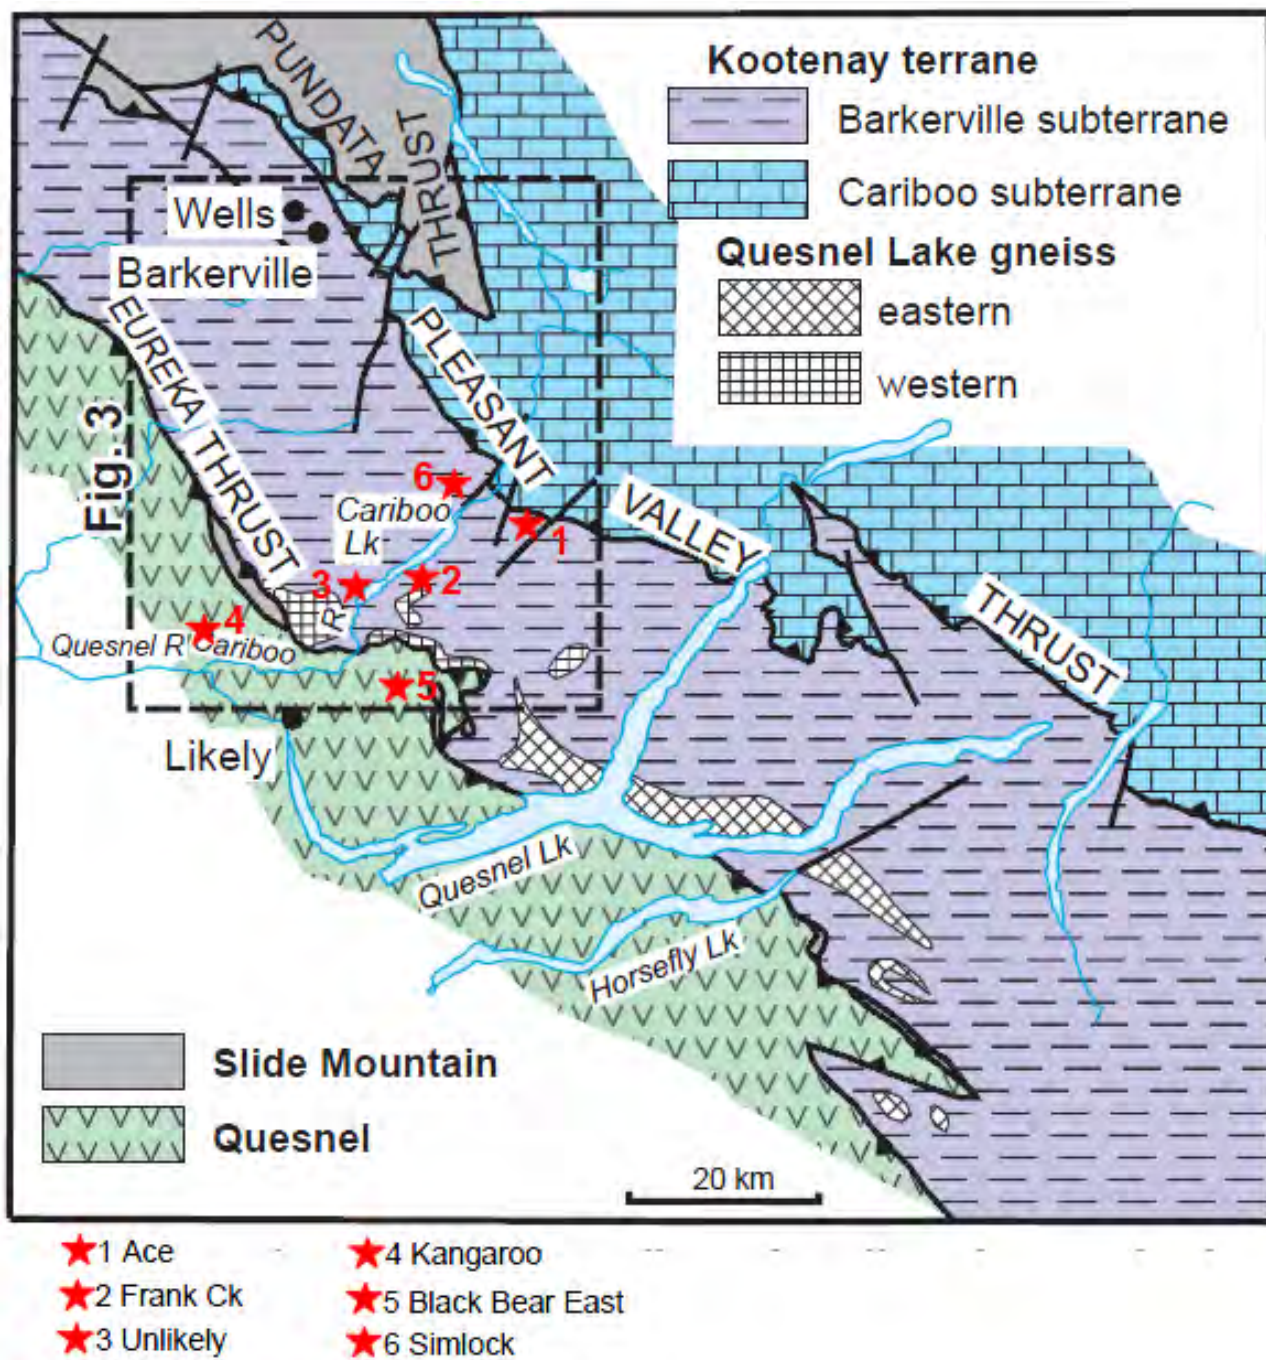 PUNDATA
THRUST
Kootenay terrane
Barkerville subterrane
Cariboo subterrane
Quesnel Lake gneiss
eastern
western
Wells
Barkerville
EUREKA THRUST
PLEASANT
VALLEY
THRUST
Fig. 3
6
Cariboo
Lk
1
3
2
R
4
Quesnel R
Cariboo
5
Likely
Quesnel Lk
Horsefly Lk
Slide Mountain
Quesnel
20 km
1 Ace
2 Frank Ck
3 Unlikely
4 Kangaroo
5 Black Bear East
6 Simlock